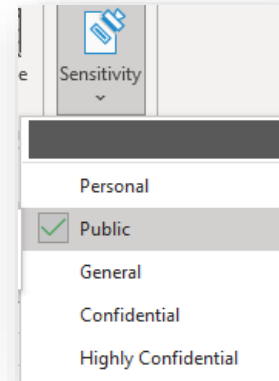 e
Sensitivity
Personal
Public
General
Confidential
Highly Confidential